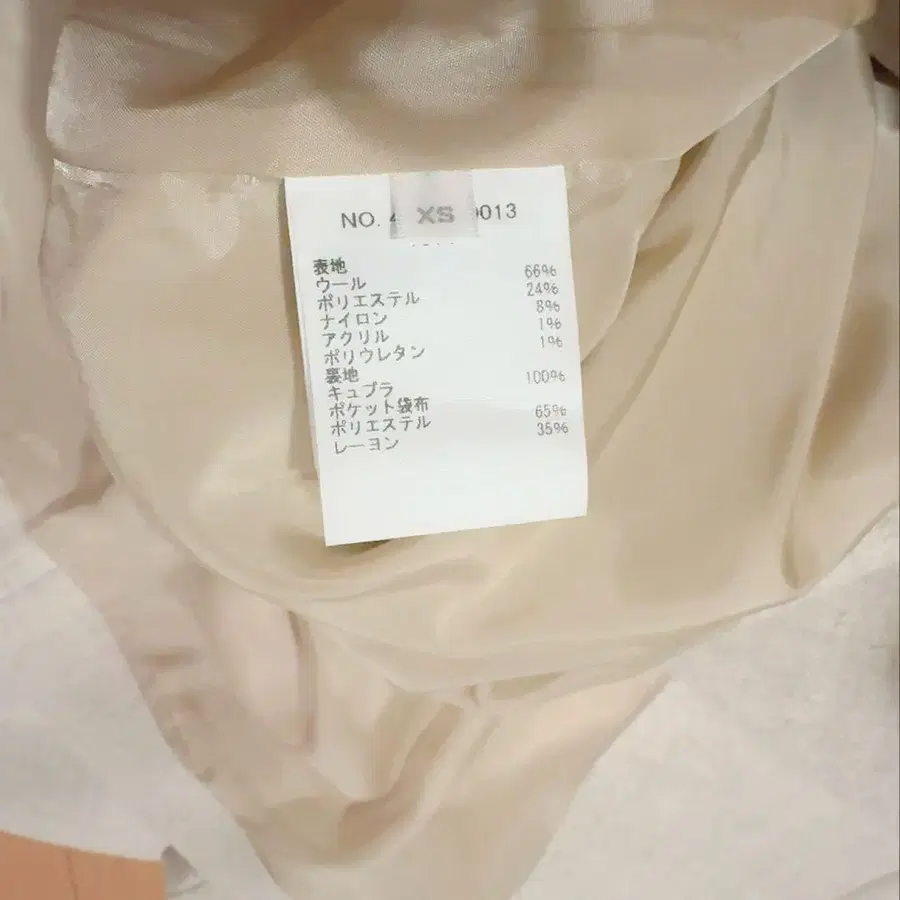 NO. 4 XS 0013
表地
ウール 66%
ポリエステル 24%
ナイロン 8%
アクリル 1%
ポリウレタン 1%
裏地
キュプラ 100%
ポケット袋布
ポリエステル 65%
レーヨン 35%